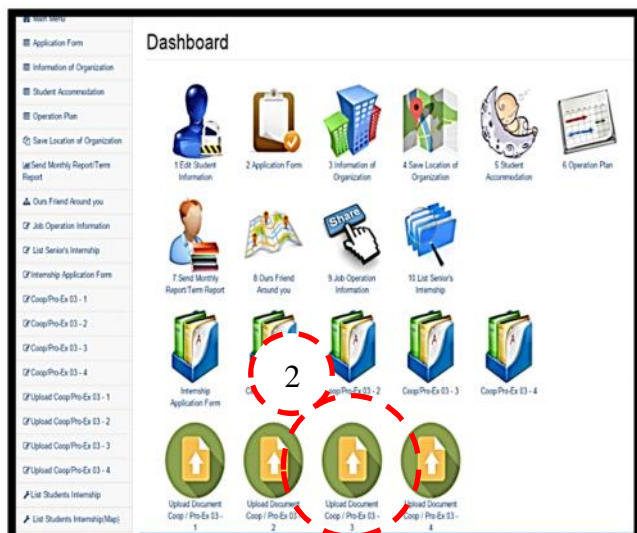 Main Menu
Dashboard
Application Form
Information of Organization
Student Accommodation
Operation Plan
Save Location of Organization
Send Monthly Report/Term
Report
Ours Friend Around you
Job Operation Information
List Senior's Internship
Internship Application Form
Coop/Pro-Ex 03 - 1
Coop/Pro-Ex 03 - 2
Coop/Pro-Ex 03 - 3
Coop/Pro-Ex 03 - 4
Upload Coop/Pro-Ex 03 - 1
Upload Coop/Pro-Ex 03 - 2
Upload Coop/Pro-Ex 03 - 3
Upload Coop/Pro-Ex 03 - 4
List Students Internship
List Students Internship(Map)
1.Edit Student
Information
2.Application Form
3.Information of
Organization
4.Save Location of
Organization
5.Student
Accommodation
6.Operation Plan
Share
7.Send Monthly
Report/Term Report
8.Ours Friend
Around you
9.Job Operation
Information
10.List Senior's
Internship
Internship
Application Form
2
Coop/Pro-Ex 03 - 2
Coop/Pro-Ex 03 - 3
Coop/Pro-Ex 03 - 4
Upload Document
Coop / Pro-Ex 03 -
1
Upload Document
Coop / Pro-Ex 03 -
2
Upload Document
Coop / Pro-Ex 03 -
3
Upload Document
Coop / Pro-Ex 03 -
4